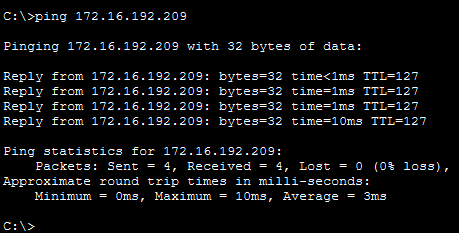 C:\>ping 172.16.192.209
Pinging 172.16.192.209 with 32 bytes of data:
Reply from 172.16.192.209: bytes=32 time<1ms TTL=127
Reply from 172.16.192.209: bytes=32 time=1ms TTL=127
Reply from 172.16.192.209: bytes=32 time=1ms TTL=127
Reply from 172.16.192.209: bytes=32 time=10ms TTL=127
Ping statistics for 172.16.192.209:
    Packets: Sent = 4, Received = 4, Lost = 0 (0% loss),
Approximate round trip times in milli-seconds:
    Minimum = 0ms, Maximum = 10ms, Average = 3ms
C:\>